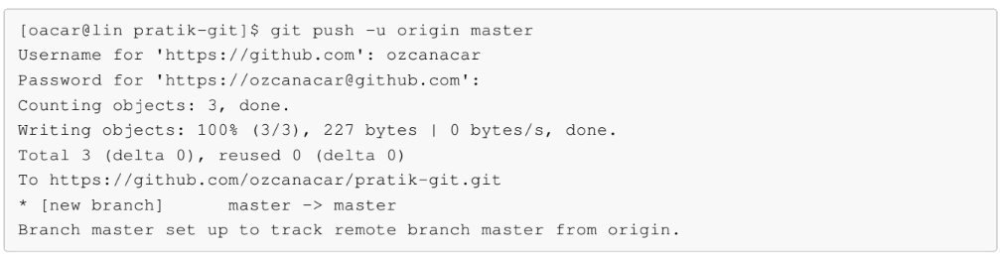 [oacar@lin pratik-git]$ git push -u origin master
Username for 'https://github.com': ozcanacar
Password for 'https://ozcanacar@github.com':
Counting objects: 3, done.
Writing objects: 100% (3/3), 227 bytes | 0 bytes/s, done.
Total 3 (delta 0), reused 0 (delta 0)
To https://github.com/ozcanacar/pratik-git.git
* [new branch]      master -> master
Branch master set up to track remote branch master from origin.